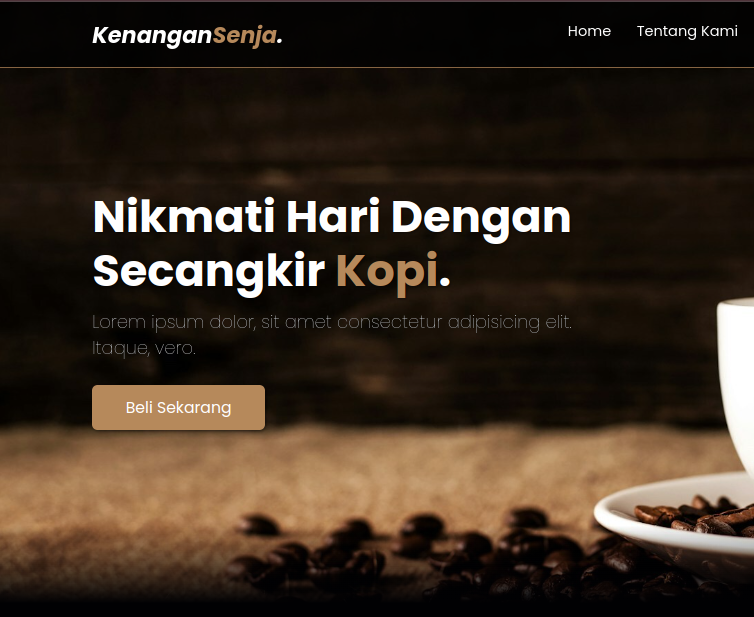 KenanganSenja.
Home Tentang Kami
Nikmati Hari Dengan
Secangkir Kopi.
Lorem ipsum dolor, sit amet consectetur adipisicing elit.
Itaque, vero.
Beli Sekarang